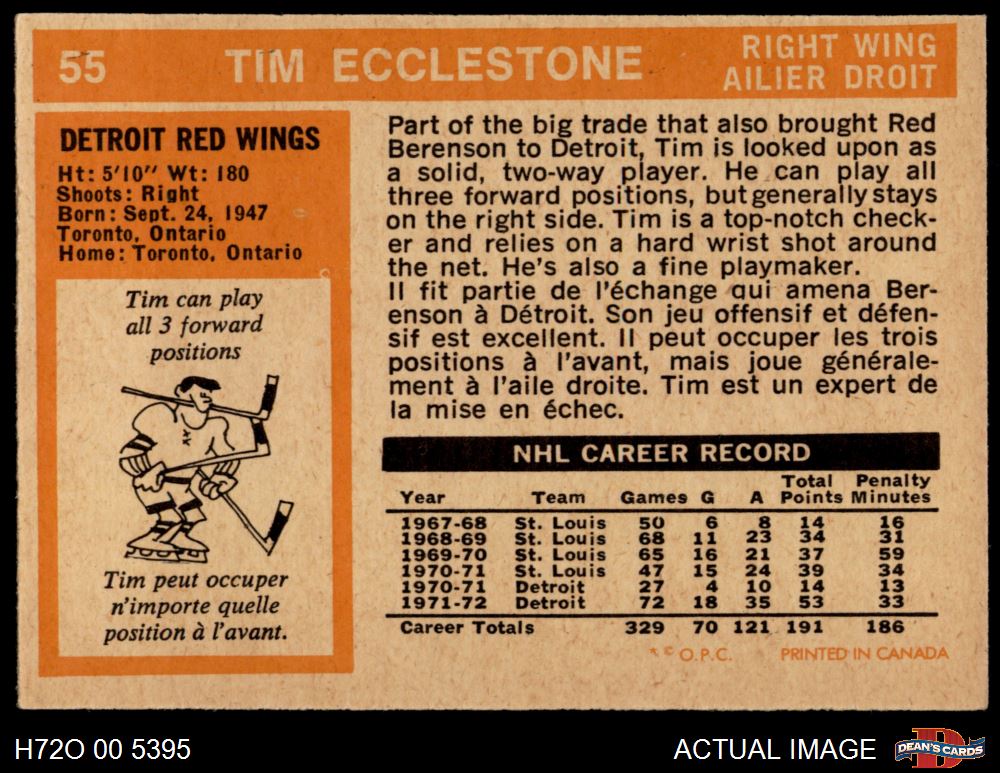 55 TIM ECCLESTONE RIGHT WING
AILIER DROIT
DETROIT RED WINGS
Ht: 5'10" Wt: 180
Shoots: Right
Born: Sept. 24, 1947
Toronto, Ontario
Home: Toronto, Ontario
Tim can play
all 3 forward
positions
Tim peut occuper
n'importe quelle
position à l'avant.
Part of the big trade that also brought Red
Berenson to Detroit, Tim is looked upon as
a solid, two-way player. He can play all
three forward positions, but generally stays
on the right side. Tim is a top-notch check-
er and relies on a hard wrist shot around
the net. He's also a fine playmaker.
Il fit partie de l'échange qui amena Ber-
enson à Détroit. Son jeu offensif et défen-
sif est excellent. Il peut occuper les trois
positions à l'avant, mais joue générale-
ment à l'aile droite. Tim est un expert de
la mise en échec.
NHL CAREER RECORD
Year Team Games G A Total Points Penalty Minutes
1967-68 St. Louis 50 6 8 14 16
1968-69 St. Louis 68 11 23 34 31
1969-70 St. Louis 65 16 21 37 59
1970-71 St. Louis 47 15 24 39 34
1970-71 Detroit 27 4 10 14 13
1971-72 Detroit 72 18 35 53 33
Career Totals 329 70 121 191 186
* © O.P.C. PRINTED IN CANADA
H72O 00 5395 ACTUAL IMAGE D DEAN'S CARDS